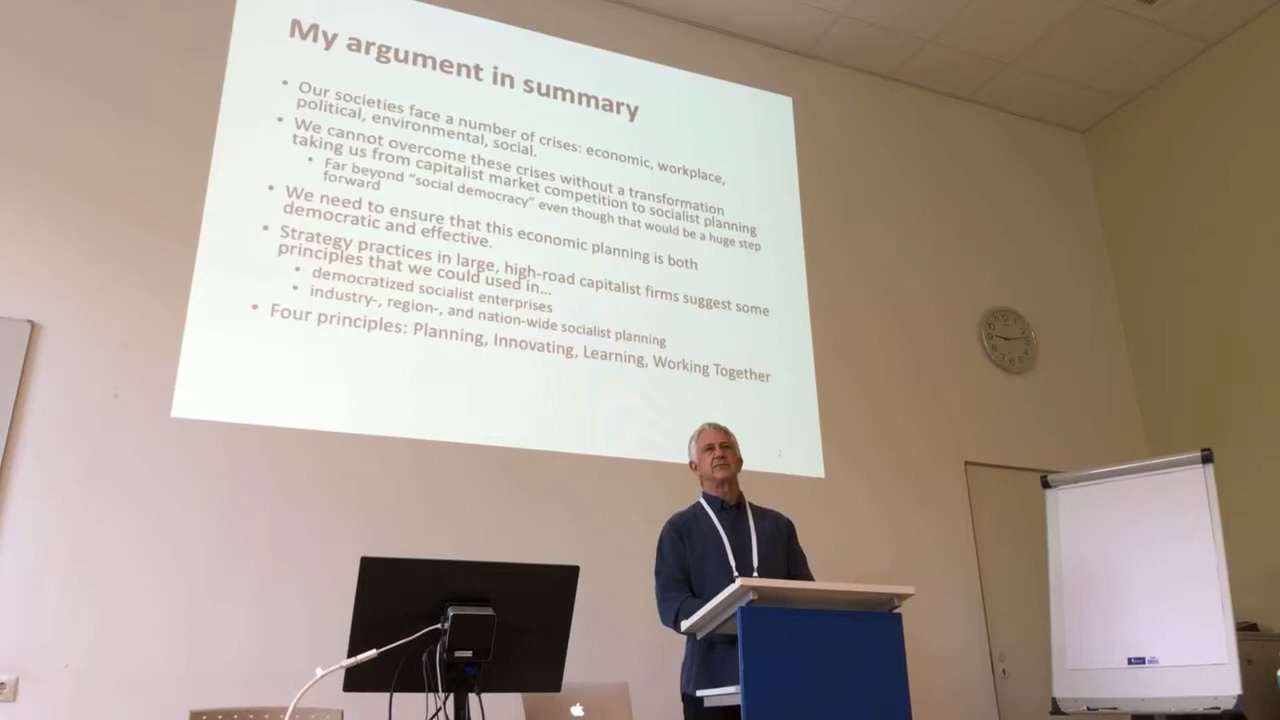 My argument in summary
• Our societies face a number of crises: economic, workplace,
political, environmental, social.
• We cannot overcome these crises without a transformation
taking us from capitalist market competition to socialist planning
• Far beyond “social democracy” even though that would be a huge step
forward
• We need to ensure that this economic planning is both
democratic and effective.
• Strategy practices in large, high-road capitalist firms suggest some
principles that we could used in...
• democratized socialist enterprises
• industry-, region-, and nation-wide socialist planning
• Four principles: Planning, Innovating, Learning, Working Together
2